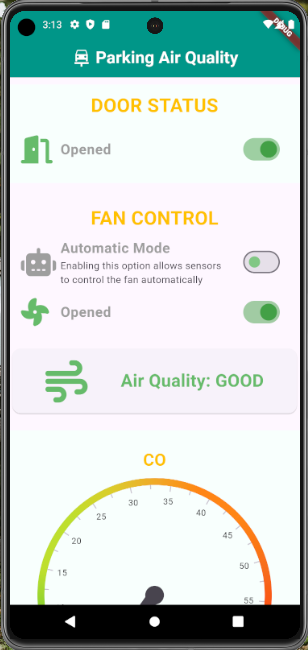 3:13
DEBUG
Parking Air Quality
DOOR STATUS
Opened
FAN CONTROL
Automatic Mode
Enabling this option allows sensors
to control the fan automatically
Opened
Air Quality: GOOD
CO
15
20
25
30
35
40
45
50
55